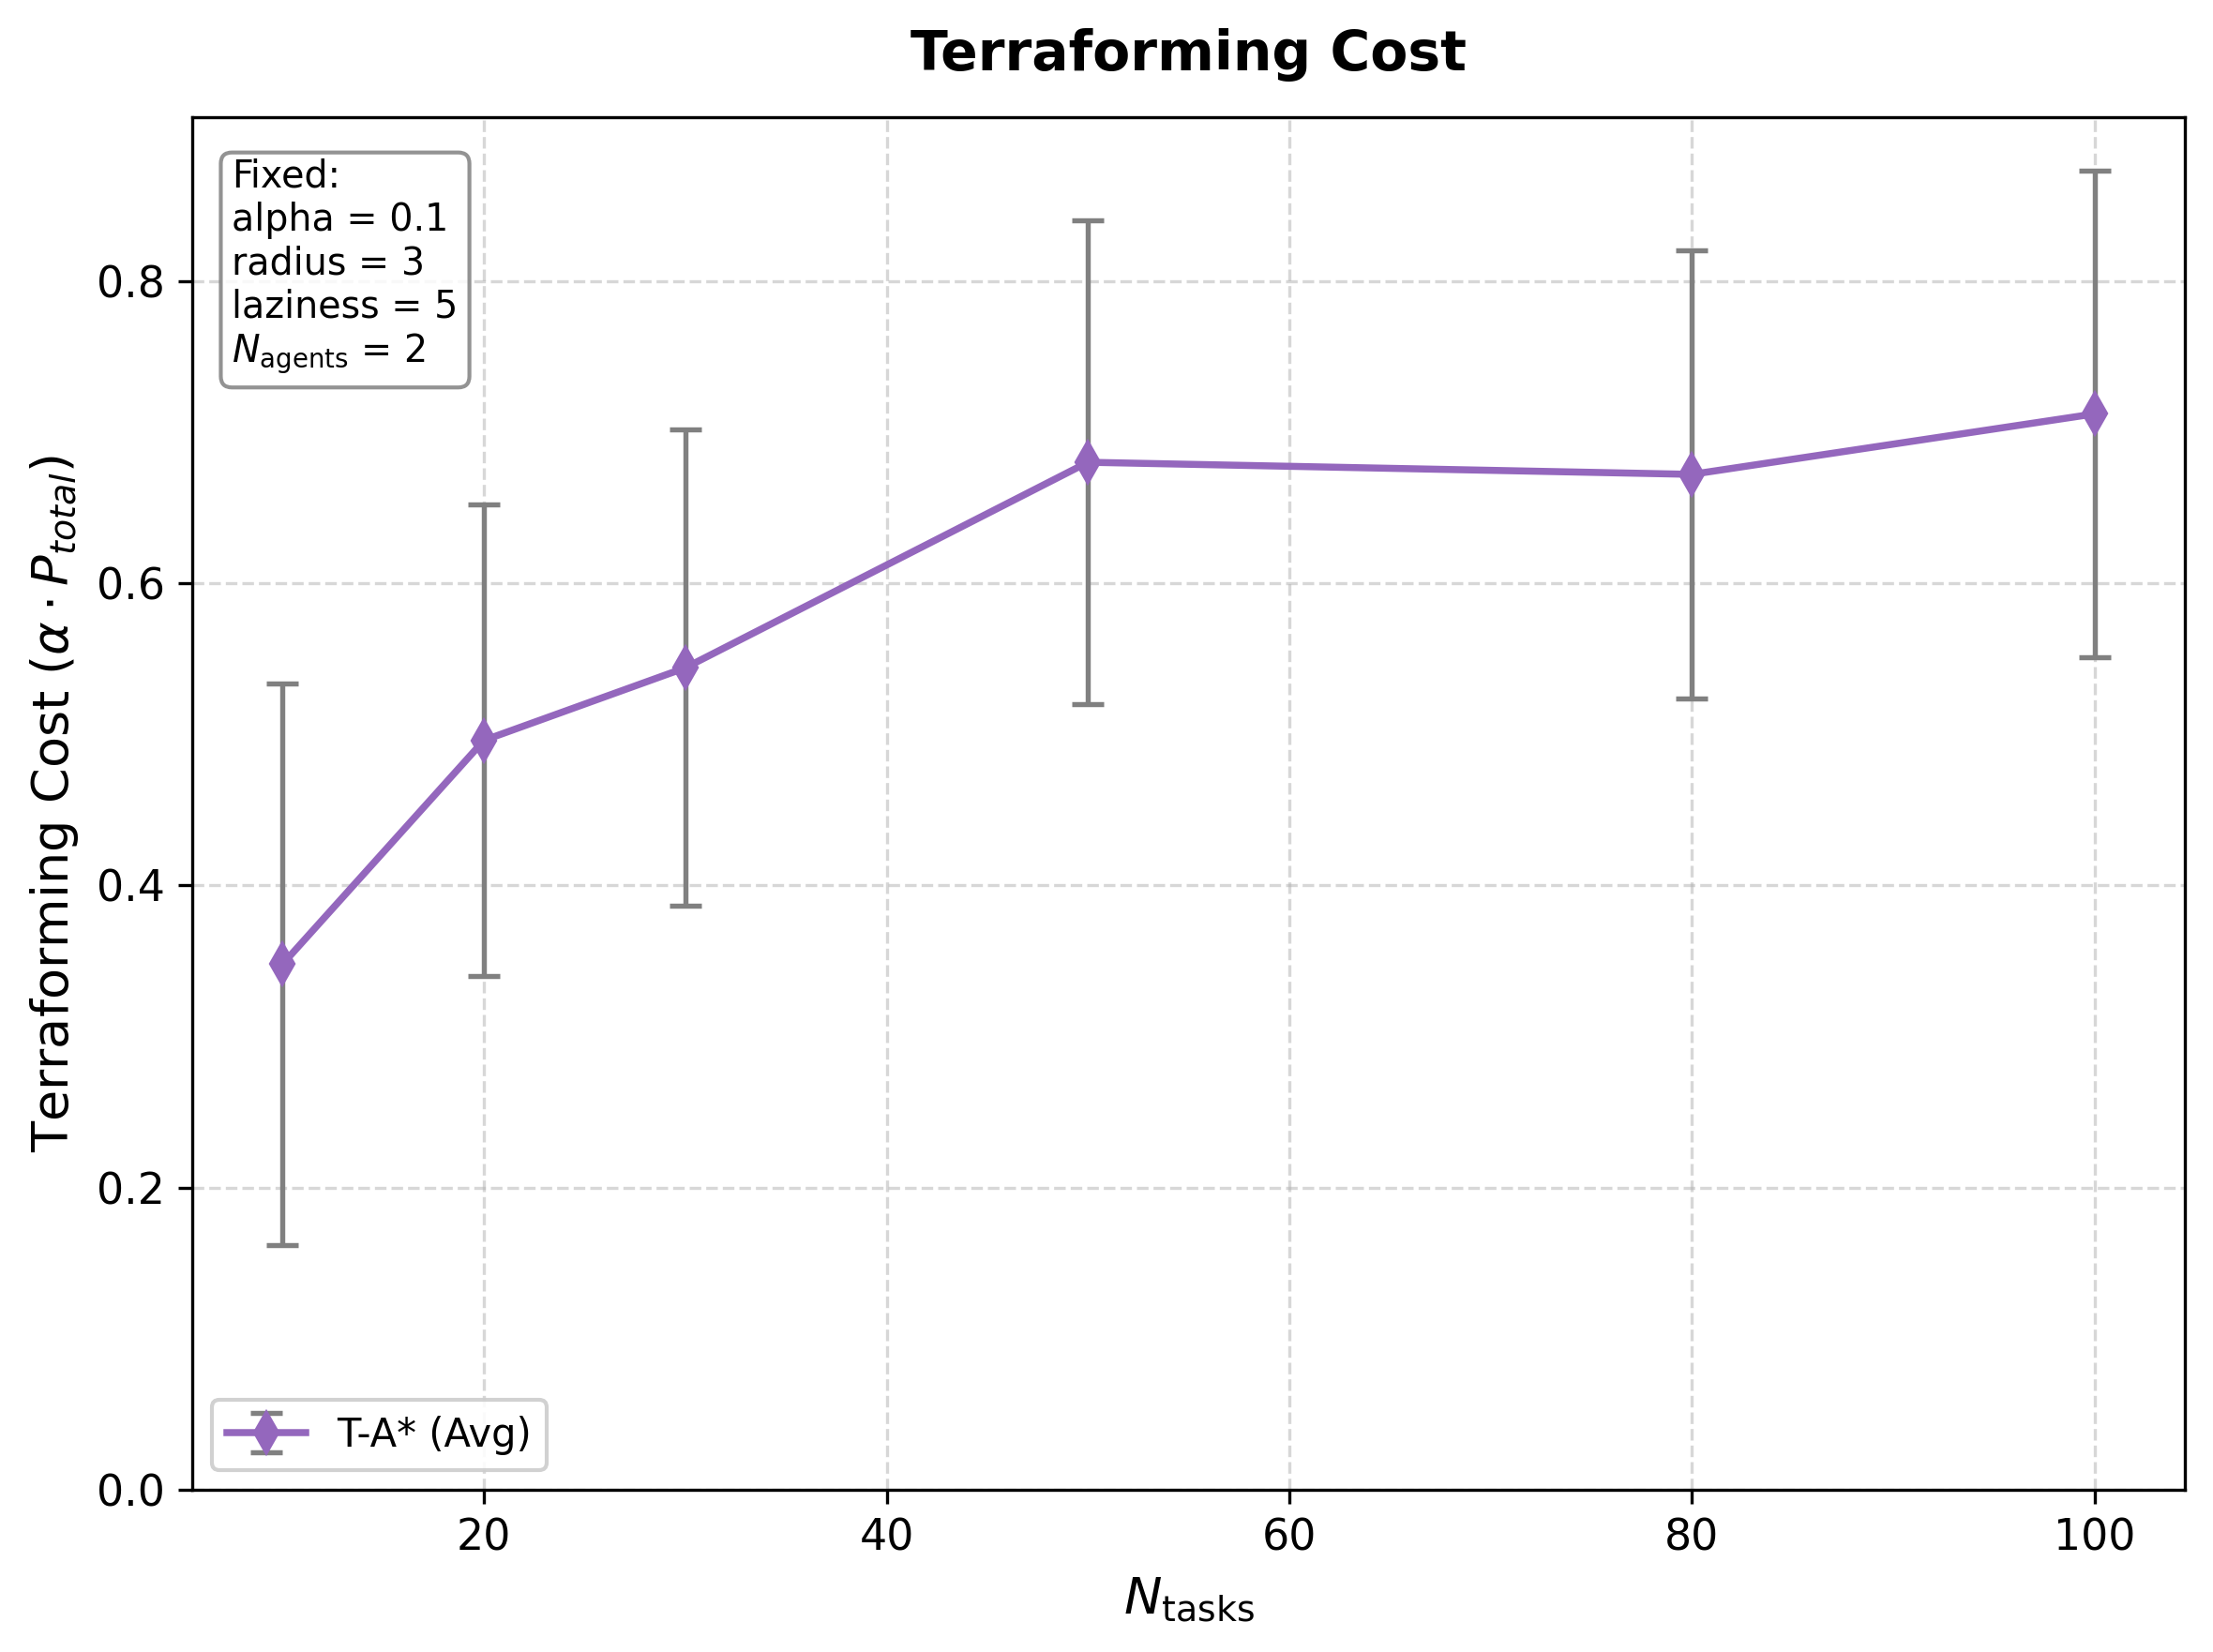 Terraforming Cost
Fixed:
alpha = 0.1
radius = 3
laziness = 5
N_agents = 2
Terraforming Cost (α · P_total)
0.8
0.6
0.4
0.2
0.0
T-A* (Avg)
20 40 60 80 100
N_tasks